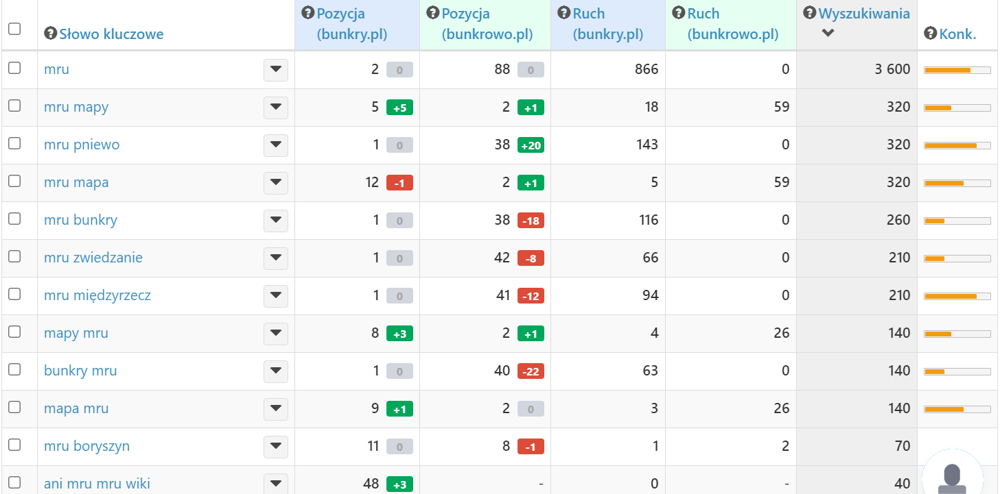 Słowo kluczowe Pozycja (bunkry.pl) Pozycja (bunkrowo.pl) Ruch (bunkry.pl) Ruch (bunkrowo.pl) Wyszukiwania Konk.
mru 2 0 88 0 866 0 3 600
mru mapy 5 +5 2 +1 18 59 320
mru pniewo 1 0 38 +20 143 0 320
mru mapa 12 -1 2 +1 5 59 320
mru bunkry 1 0 38 -18 116 0 260
mru zwiedzanie 1 0 42 -8 66 0 210
mru międzyrzecz 1 0 41 -12 94 0 210
mapy mru 8 +3 2 +1 4 26 140
bunkry mru 1 0 40 -22 63 0 140
mapa mru 9 +1 2 0 3 26 140
mru boryszyn 11 0 8 -1 1 2 70
ani mru mru wiki 48 +3 - 0 - 40